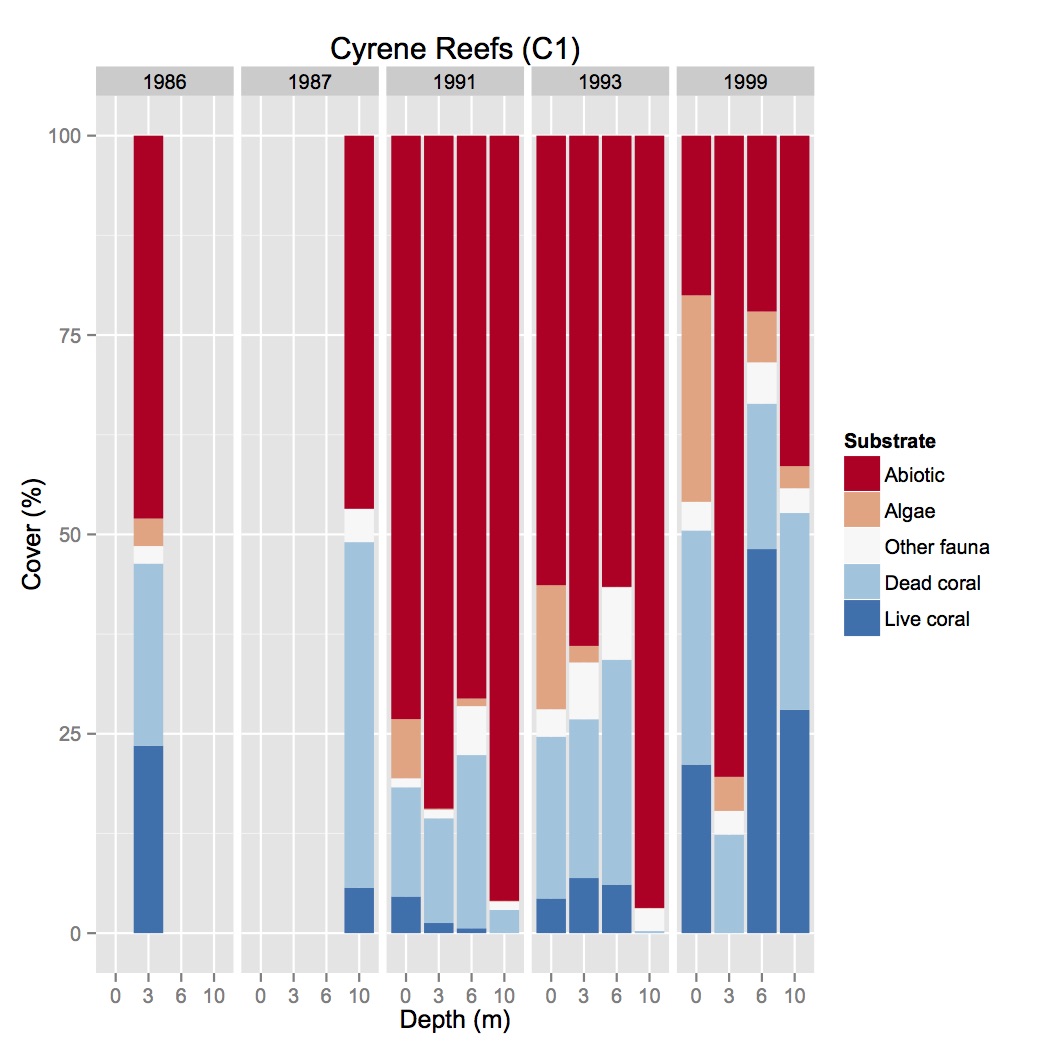 Cyrene Reefs (C1)
1986 1987 1991 1993 1999
100
75
50
25
0
Cover (%)
0 3 6 10 0 3 6 10 0 3 6 10 0 3 6 10 0 3 6 10
Depth (m)
Substrate
Abiotic
Algae
Other fauna
Dead coral
Live coral